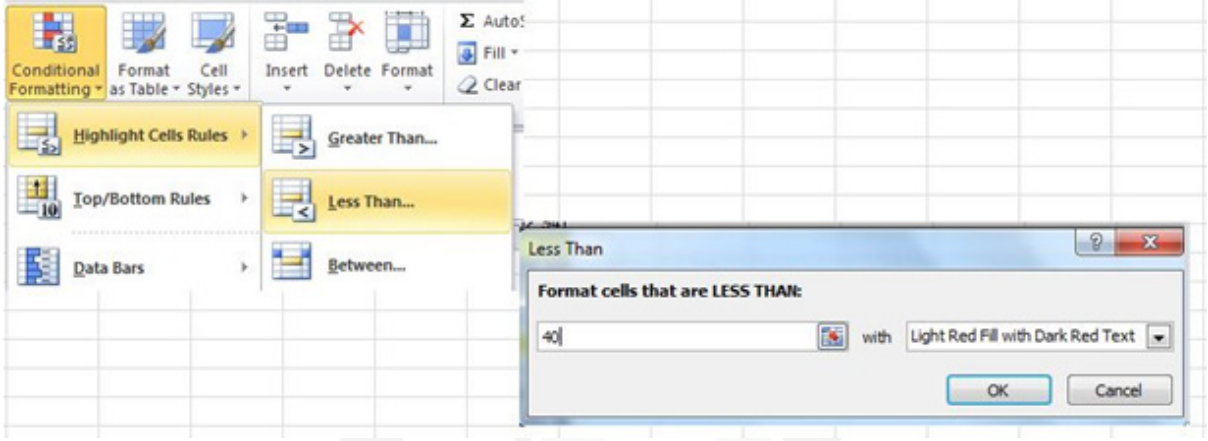 Σ Auto
Fill
Clear
Conditional Formatting
Format as Table
Cell Styles
Insert
Delete
Format
Highlight Cells Rules
Greater Than...
Top/Bottom Rules
10
Less Than...
Data Bars
Between...
Less Than
?
X
Format cells that are LESS THAN:
40
with
Light Red Fill with Dark Red Text
OK
Cancel